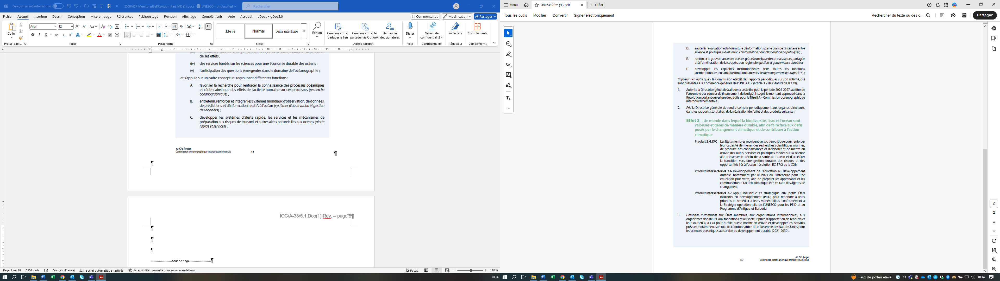 Enregistrement automatique
2500465F_MonitoredSelfRevision_Part_MD (1).docx
UNESCO - Unclassified
Rechercher
Fichier Accueil Insertion Dessin Conception Mise en page Références Publipostage Révision Affichage Compléments Aide Acrobat eDocs - gDoc2.0
Commentaires Modification Partager
Coller
Arial 12
Élevé Normal Sans interligne
Édition
Créer un PDF et partager le lien
Créer un PDF et le partager via Outlook
Demander des signatures
Dicter
Niveau de confidentialité
Rédacteur
Compléments
Presse-papi... Police Paragraphe Styles Adobe Acrobat Voix Confidentialité Rédacteur Compléments
de ses effets ;
(iv) des services fondés sur les sciences pour une économie durable des océans ;
(v) l'anticipation des questions émergentes dans le domaine de l'océanographie ;
et s'appuie sur un cadre conceptuel regroupant différentes fonctions :
A. favoriser la recherche pour renforcer la connaissance des processus océaniques
et côtiers ainsi que des effets de l'activité humaine sur ces processus (recherche
océanographique) ;
B. entretenir, renforcer et intégrer les systèmes mondiaux d'observation, de données,
de prédictions et d'information relatifs à l'océan (systèmes d'observation et gestion
des données) ;
C. développer les systèmes d'alerte rapide, les services et les mécanismes de
préparation aux risques de tsunami et autres aléas naturels liés aux océans (alerte
rapide et services) ;
43 C/5 Projet
Commission océanographique intergouvernementale 44
IOC/A-33/5.1.Doc(1) Rev. – page 5¶
Saut de page
Page 5 sur 18 5504 mots Français (France) Saisie semi-automatique : activée Accessibilité : consultez nos recommandations
Focus 120 %
10:14
Menu
392982fre (1).pdf
Créer
Tous les outils Modifier Convertir Signer électroniquement
Rechercher du texte ou des o...
Partager
D. soutenir l'évaluation et la fourniture d'informations par le biais de l'interface entre
science et politiques (évaluation et information pour l'élaboration de politiques) ;
E. renforcer la gouvernance des océans grâce à une base de connaissances partagée
et à l'amélioration de la coopération régionale (gestion et gouvernance durables) ;
F. développer les capacités institutionnelles dans toutes les fonctions
susmentionnées, en tant que fonction transversale (développement des capacités) ;
Rappelant en outre que « la Commission établit des rapports périodiques sur son activité, qui
sont présentés à la Conférence générale de l'UNESCO » (article 3.2 des Statuts de la COI),
1. Autorise la Directrice générale à allouer à cette fin, pour la période 2026-2027, au titre de
l'ensemble des sources de financement du budget intégré, le montant approuvé dans la
Résolution portant ouverture de crédits pour le Titre II.A – Commission océanographique
intergouvernementale ;
2. Prie la Directrice générale de rendre compte périodiquement aux organes directeurs,
dans les rapports statutaires, de la réalisation de l'effet et des produits suivants :
Effet 2 – Un monde dans lequel la biodiversité, l'eau et l'océan sont
valorisés et gérés de manière durable, afin de faire face aux défis
posés par le changement climatique et de contribuer à l'action
climatique
Produit 2.4.IOC Les États membres reçoivent un soutien critique pour renforcer
leur capacité de mener des recherches scientifiques marines,
de produire des connaissances et d'élaborer et de mettre en
œuvre des outils, services et politiques fondés sur la science
afin d'inverser le déclin de la santé de l'océan et d'accélérer
la transition vers une gestion durable des risques et des
opportunités liés à l'océan (résolution EC-57/2 de la COI)
Produit intersectoriel 2.6 Développement de l'éducation au développement
durable, notamment par le biais du Partenariat pour une
éducation plus verte, afin de préparer les apprenants et les
communautés à l'action climatique et d'en faire des agents de
changement
Produit intersectoriel 2.7 Appui holistique et stratégique aux petits États
insulaires en développement (PEID) pour répondre à leurs
priorités et remédier à leurs vulnérabilités, conformément à
la Stratégie opérationnelle de l'UNESCO pour les PEID et au
Programme d'Antigua-et-Barbuda
3. Demande instamment aux États membres, aux organisations internationales, aux
organismes donateurs, aux fondations et au secteur privé d'apporter ou de renouveler
leur soutien à la COI pour qu'elle puisse mettre en œuvre et développer les activités
prévues, notamment son rôle de coordonnatrice de la Décennie des Nations Unies pour
les sciences océaniques au service du développement durable (2021-2030).
43 C/5 Projet
45 Commission océanographique intergouvernementale
2
2
Taux de pollen élevé
10:14